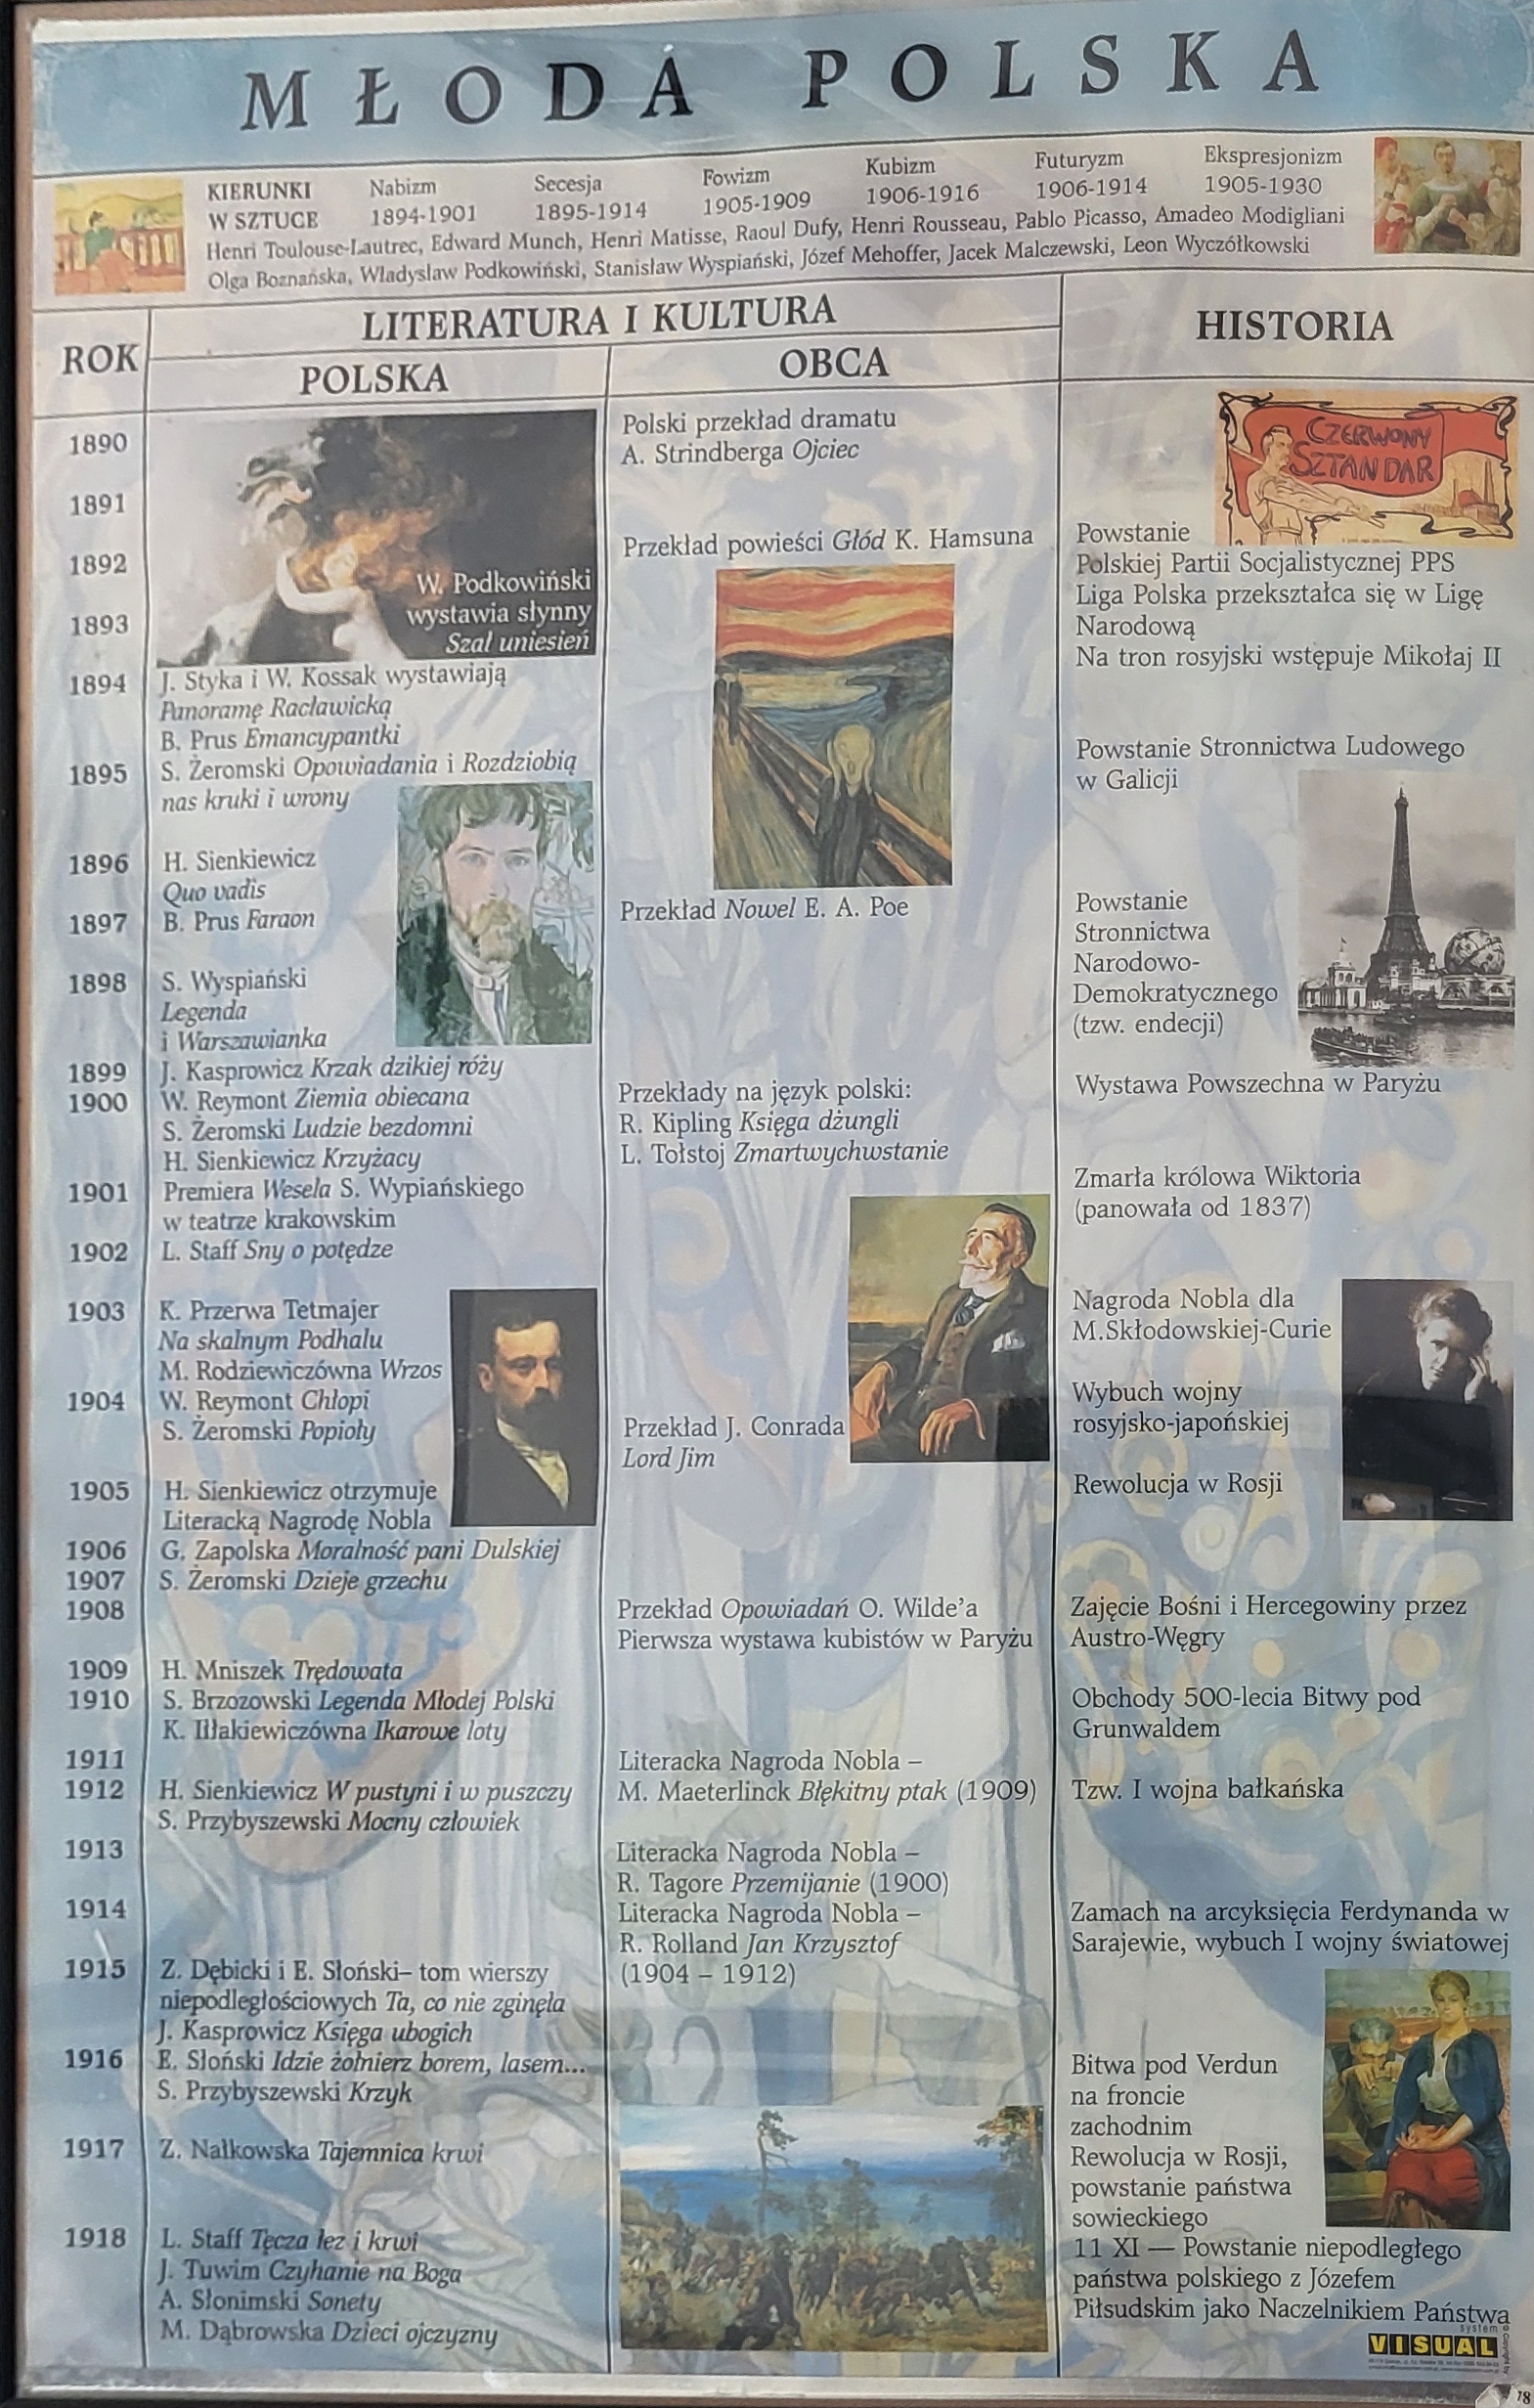 MŁODA POLSKA
KIERUNKI
W SZTUCE
Nabizm
1894-1901
Secesja
1895-1914
Fowizm
1905-1909
Kubizm
1906-1916
Futuryzm
1906-1914
Ekspresjonizm
1905-1930
Henri Toulouse-Lautrec, Edward Munch, Henri Matisse, Raoul Dufy, Henri Rousseau, Pablo Picasso, Amadeo Modigliani
Olga Boznańska, Władysław Podkowiński, Stanisław Wyspiański, Józef Mehoffer, Jacek Malczewski, Leon Wyczółkowski
ROK
LITERATURA I KULTURA
POLSKA
OBCA
HISTORIA
1890
1891
1892
1893
W. Podkowiński
wystawia słynny
Szał uniesień
1894
J. Styka i W. Kossak wystawiają
Panoramę Racławicką
B. Prus Emancypantki
1895
S. Żeromski Opowiadania i Rozdziobią
nas kruki i wrony
1896
H. Sienkiewicz
Quo vadis
1897
B. Prus Faraon
1898
S. Wyspiański
Legenda
i Warszawianka
1899
J. Kasprowicz Krzak dzikiej róży
1900
W. Reymont Ziemia obiecana
S. Żeromski Ludzie bezdomni
H. Sienkiewicz Krzyżacy
1901
Premiera Wesela S. Wypiańskiego
w teatrze krakowskim
1902
L. Staff Sny o potędze
1903
K. Przerwa Tetmajer
Na skalnym Podhalu
M. Rodziewiczówna Wrzos
1904
W. Reymont Chłopi
S. Żeromski Popioły
1905
H. Sienkiewicz otrzymuje
Literacką Nagrodę Nobla
1906
G. Zapolska Moralność pani Dulskiej
1907
S. Żeromski Dzieje grzechu
1908
1909
H. Mniszek Trędowata
1910
S. Brzozowski Legenda Młodej Polski
K. Iłłakiewiczówna Ikarowe loty
1911
1912
H. Sienkiewicz W pustyni i w puszczy
S. Przybyszewski Mocny człowiek
1913
1914
1915
Z. Dębicki i E. Słoński– tom wierszy
niepodległościowych Ta, co nie zginęła
J. Kasprowicz Księga ubogich
1916
E. Słoński Idzie żołnierz borem, lasem...
S. Przybyszewski Krzyk
1917
Z. Nałkowska Tajemnica krwi
1918
L. Staff Tęcza łez i krwi
J. Tuwim Czyhanie na Boga
A. Słonimski Sonety
M. Dąbrowska Dzieci ojczyzny
Polski przekład dramatu
A. Strindberga Ojciec
Przekład powieści Głód K. Hamsuna
Przekład Nowel E. A. Poe
Przekłady na język polski:
R. Kipling Księga dżungli
L. Tołstoj Zmartwychwstanie
Przekład J. Conrada
Lord Jim
Przekład Opowiadań O. Wilde'a
Pierwsza wystawa kubistów w Paryżu
Literacka Nagroda Nobla –
M. Maeterlinck Błękitny ptak (1909)
Literacka Nagroda Nobla –
R. Tagore Przemijanie (1900)
Literacka Nagroda Nobla –
R. Rolland Jan Krzysztof
(1904 – 1912)
CZERWONY
SZTANDAR
Powstanie
Polskiej Partii Socjalistycznej PPS
Liga Polska przekształca się w Ligę
Narodową
Na tron rosyjski wstępuje Mikołaj II
Powstanie Stronnictwa Ludowego
w Galicji
Powstanie
Stronnictwa
Narodowo-
Demokratycznego
(tzw. endecji)
Wystawa Powszechna w Paryżu
Zmarła królowa Wiktoria
(panowała od 1837)
Nagroda Nobla dla
M.Skłodowskiej-Curie
Wybuch wojny
rosyjsko-japońskiej
Rewolucja w Rosji
Zajęcie Bośni i Hercegowiny przez
Austro-Węgry
Obchody 500-lecia Bitwy pod
Grunwaldem
Tzw. I wojna bałkańska
Zamach na arcyksięcia Ferdynanda w
Sarajewie, wybuch I wojny światowej
Bitwa pod Verdun
na froncie
zachodnim
Rewolucja w Rosji,
powstanie państwa
sowieckiego
11 XI — Powstanie niepodległego
państwa polskiego z Józefem
Piłsudskim jako Naczelnikiem Państwa
system
VISUAL
© Copyright by